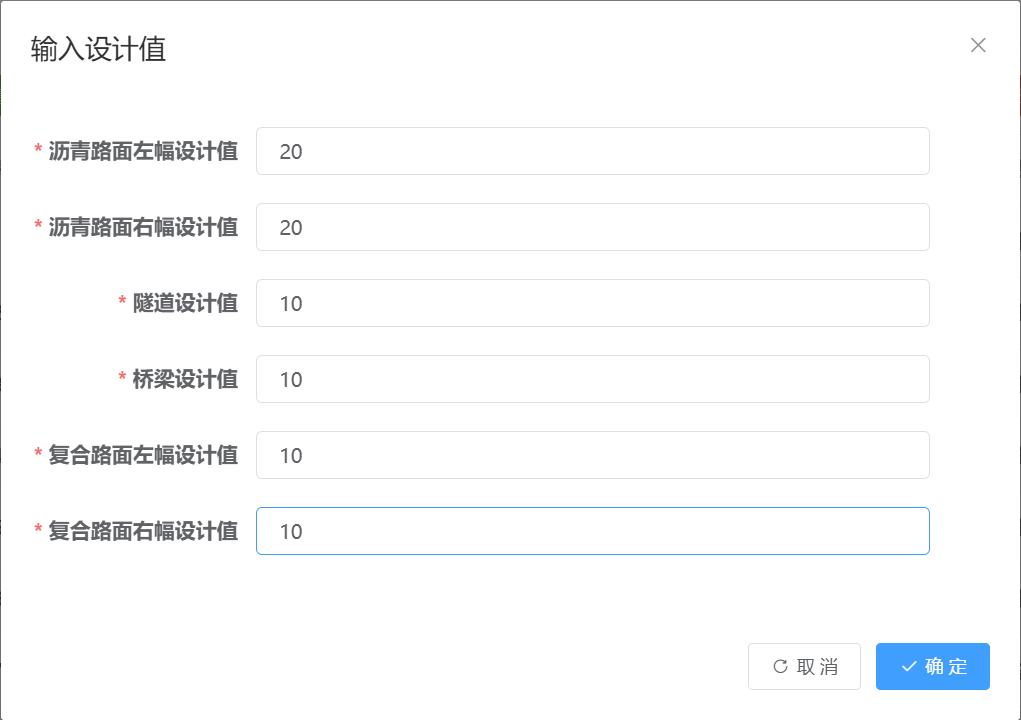 输入设计值
* 沥青路面左幅设计值 20
* 沥青路面右幅设计值 20
* 隧道设计值 10
* 桥梁设计值 10
* 复合路面左幅设计值 10
* 复合路面右幅设计值 10
取消 确定